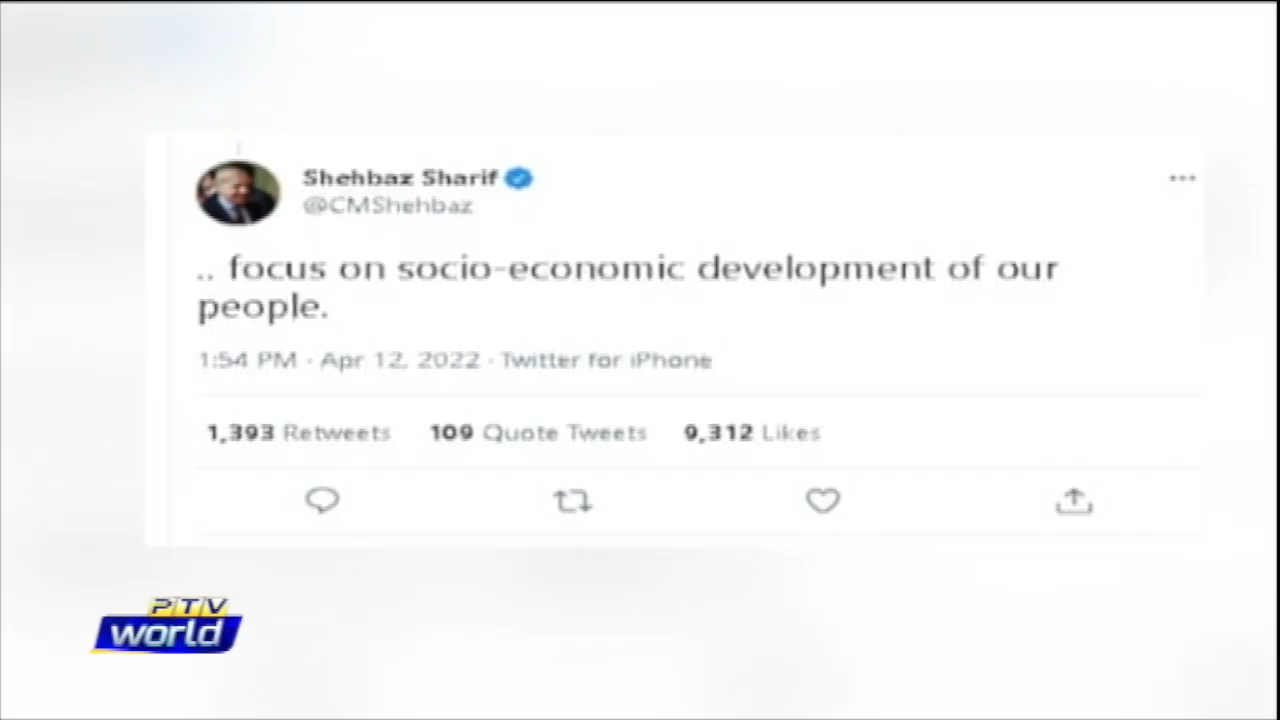 Shehbaz Sharif
@CMShehbaz
.. focus on socio-economic development of our
people.
1:54 PM · Apr 12, 2022 · Twitter for iPhone
1,393 Retweets 109 Quote Tweets 9,312 Likes
PTV
world